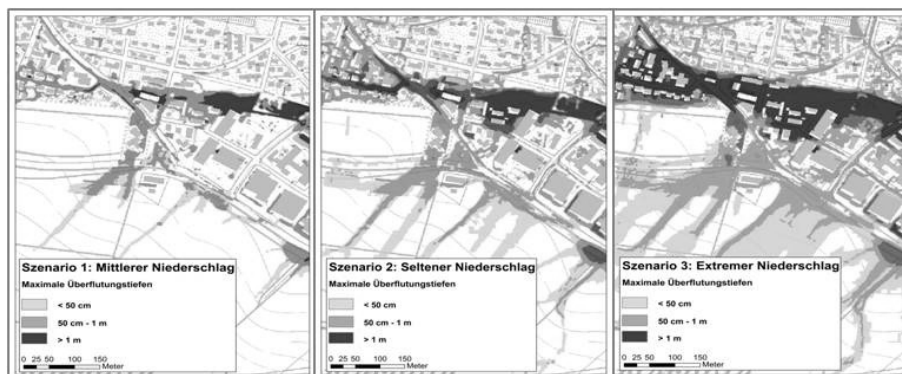 Szenario 1: Mittlerer Niederschlag
Maximale Überflutungstiefen
< 50 cm
50 cm - 1 m
> 1 m
0 25 50 100 150
Meter
Szenario 2: Seltener Niederschlag
Maximale Überflutungstiefen
< 50 cm
50 cm - 1 m
> 1 m
0 25 50 100 150
Meter
Szenario 3: Extremer Niederschlag
Maximale Überflutungstiefen
< 50 cm
50 cm - 1 m
> 1 m
0 25 50 100 150
Meter